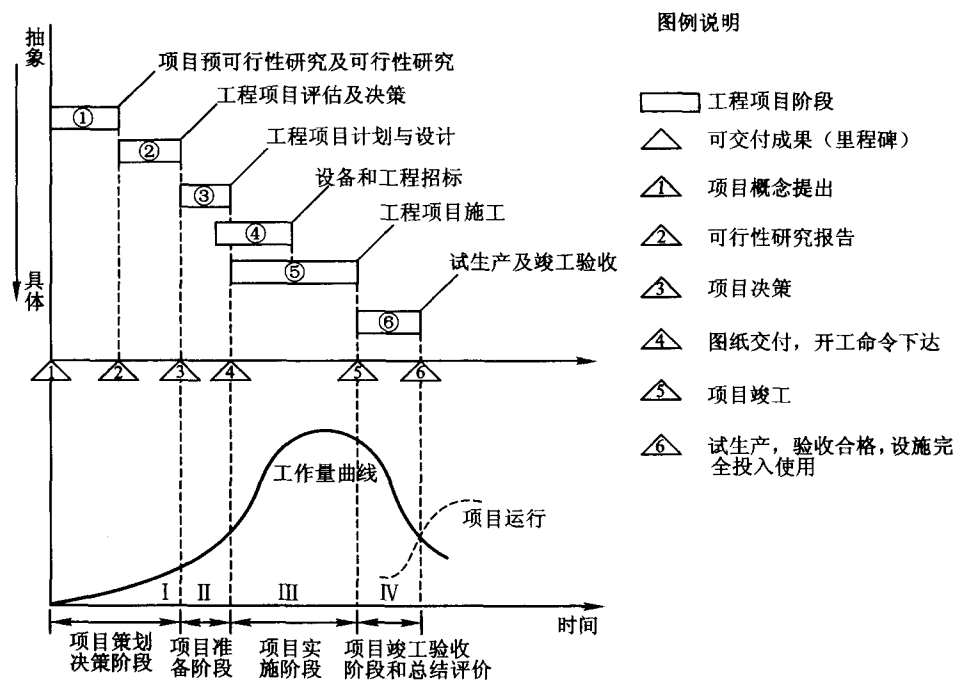 图例说明
抽象
项目预可行性研究及可行性研究
①
工程项目评估及决策
②
工程项目计划与设计
③
设备和工程招标
④
工程项目施工
⑤
具体
试生产及竣工验收
⑥
工程项目阶段
可交付成果（里程碑）
1 项目概念提出
2 可行性研究报告
3 项目决策
4 图纸交付，开工命令下达
5 项目竣工
6 试生产，验收合格，设施完
全投入使用
1 2 3 4 5 6
工作量曲线
项目运行
Ⅰ Ⅱ Ⅲ Ⅳ
时间
项目策划
决策阶段
项目准
备阶段
项目实
施阶段
项目竣工验收
阶段和总结评价